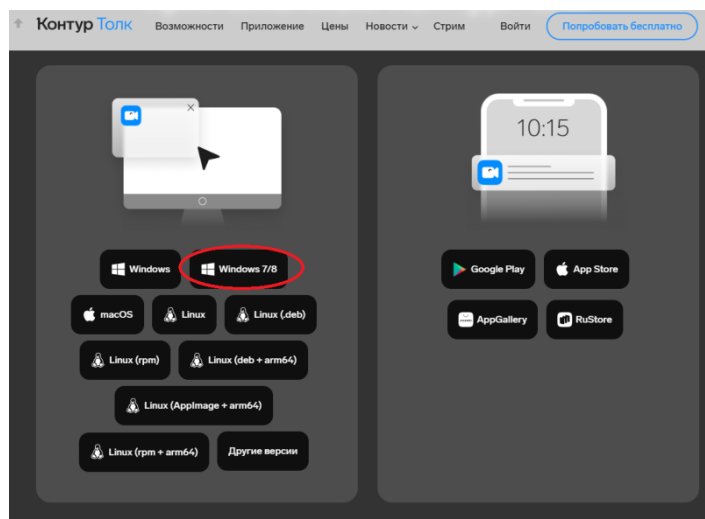 Контур Толк Возможности Приложение Цены Новости Стрим Войти Попробовать бесплатно
10:15
Windows Windows 7/8
macOS Linux Linux (.deb)
Linux (rpm) Linux (deb + arm64)
Linux (AppImage + arm64)
Linux (rpm + arm64) Другие версии
Google Play App Store
AppGallery RuStore